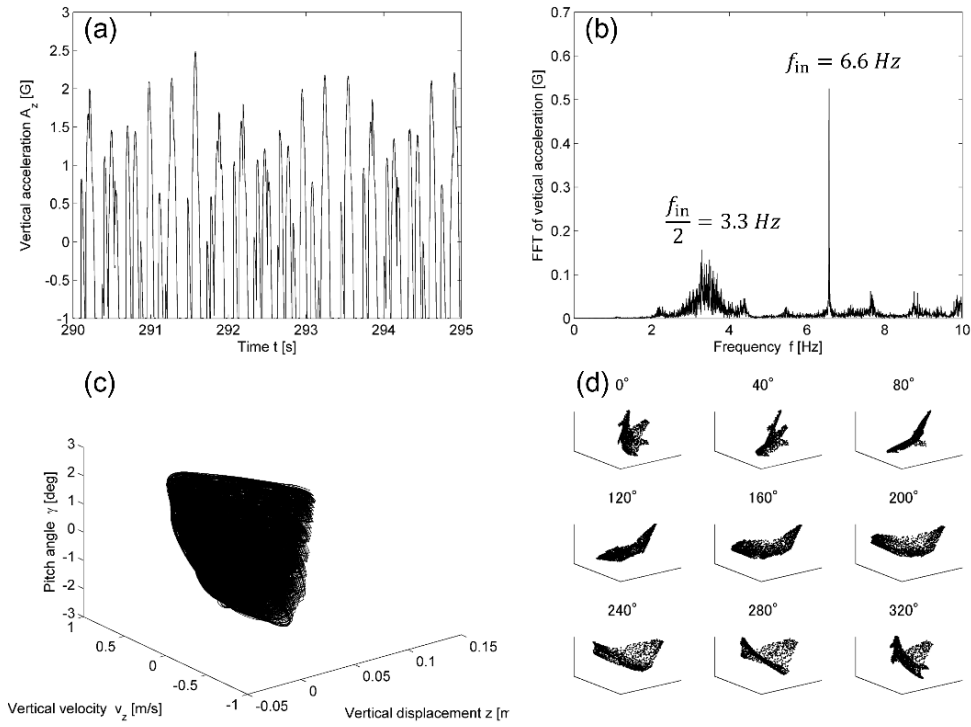 (a)
3
2.5
2
1.5
1
0.5
0
-0.5
-1
290 291 292 293 294 295
Vertical acceleration A_z [G]
Time t [s]
(b)
0.7
0.6
0.5
0.4
0.3
0.2
0.1
0
0 2 4 6 8 10
FFT of vetical acceleration [G]
Frequency f [Hz]
f_in = 6.6 Hz
f_in/2 = 3.3 Hz
(c)
3
2
1
0
-1
-2
-3
Pitch angle γ [deg]
1 0.5 0 -0.5 -1
Vertical velocity v_z [m/s]
-0.05 0 0.05 0.1 0.15
Vertical displacement z [m
(d)
0° 40° 80°
120° 160° 200°
240° 280° 320°